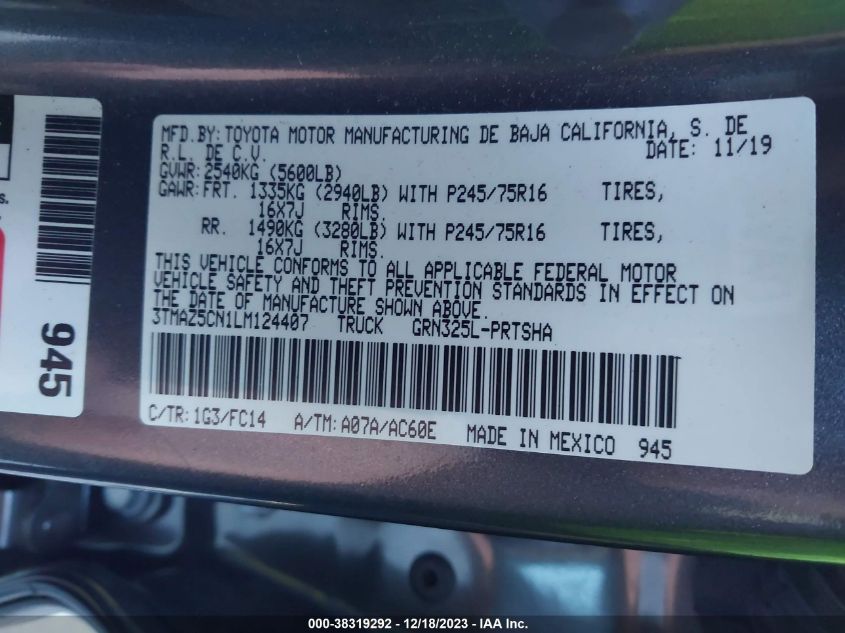 MFD.BY:TOYOTA MOTOR MANUFACTURING DE BAJA CALIFORNIA, S. DE
R.L. DE C.V. DATE: 11/19
GVWR:2540KG (5600LB)
GAWR:FRT. 1335KG (2940LB) WITH P245/75R16 TIRES,
16X7J RIMS.
RR. 1490KG (3280LB) WITH P245/75R16 TIRES,
16X7J RIMS.
THIS VEHICLE CONFORMS TO ALL APPLICABLE FEDERAL MOTOR
VEHICLE SAFETY AND THEFT PREVENTION STANDARDS IN EFFECT ON
THE DATE OF MANUFACTURE SHOWN ABOVE.
3TMAZ5CN1LM124407 TRUCK GRN325L-PRTSHA
C/TR:1G3/FC14 A/TM:A07A/AC60E MADE IN MEXICO 945
945
000-38319292 - 12/18/2023 - IAA Inc.